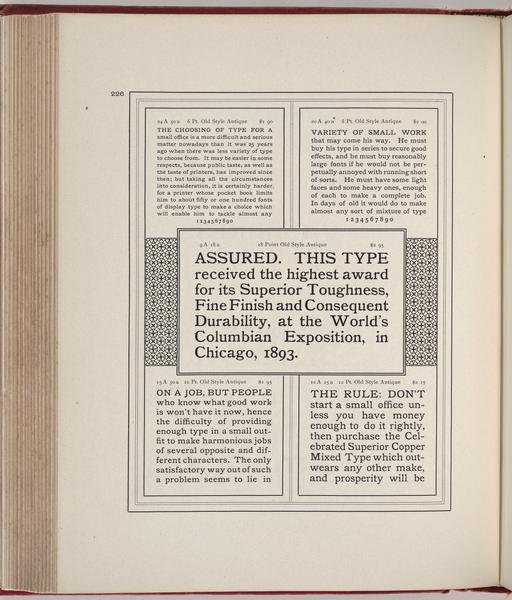 226
24 A 50 a 6 Pt. Old Style Antique $1 90
THE CHOOSING OF TYPE FOR A
small office is a more difficult and serious
matter nowadays than it was 25 years
ago when there was less variety of type
to choose from. It may be easier in some
respects, because public taste, as well as
the taste of printers, has improved since
then; but taking all the circumstances
into consideration, it is certainly harder,
for a printer whose pocket book limits
him to about fifty or one hundred fonts
of display type to make a choice which
will enable him to tackle almost any
1234567890
20 A 40 a 8 Pt. Old Style Antique $2 00
VARIETY OF SMALL WORK
that may come his way. He must
buy his type in series to secure good
effects, and he must buy reasonably
large fonts if he would not be per-
petually annoyed with running short
of sorts. He must have some light
faces and some heavy ones, enough
of each to make a complete job.
In days of old it would do to make
almost any sort of mixture of type
1234567890
9 A 18 a 18 Point Old Style Antique $2 95
ASSURED. THIS TYPE
received the highest award
for its Superior Toughness,
Fine Finish and Consequent
Durability, at the World's
Columbian Exposition, in
Chicago, 1893.
15 A 30 a 10 Pt. Old Style Antique $1 95
ON A JOB, BUT PEOPLE
who know what good work
is won't have it now, hence
the difficulty of providing
enough type in a small out-
fit to make harmonious jobs
of several opposite and dif-
ferent characters. The only
satisfactory way out of such
a problem seems to lie in
12 A 25 a 12 Pt. Old Style Antique $2 15
THE RULE: DON'T
start a small office un-
less you have money
enough to do it rightly,
then purchase the Cel-
ebrated Superior Copper
Mixed Type which out-
wears any other make,
and prosperity will be